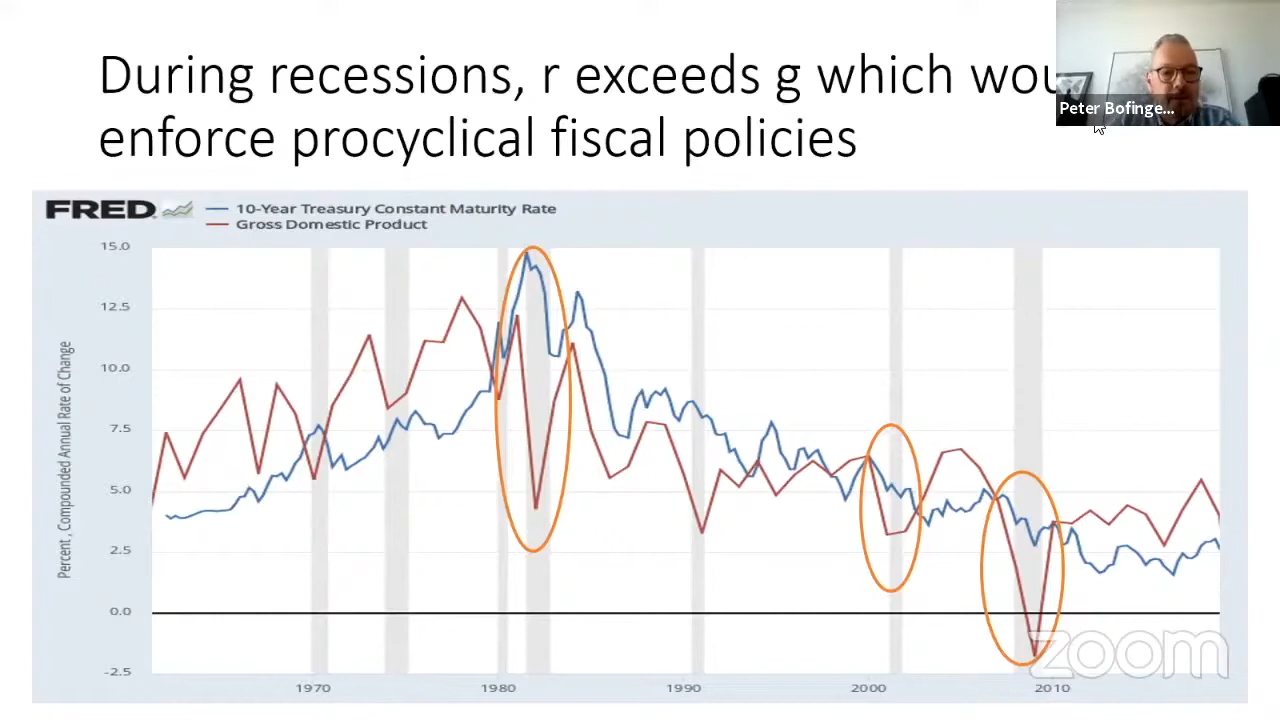 During recessions, r exceeds g which wou
enforce procyclical fiscal policies
Peter Bofinge...
FRED
10-Year Treasury Constant Maturity Rate
Gross Domestic Product
Percent, Compounded Annual Rate of Change
15.0
12.5
10.0
7.5
5.0
2.5
0.0
-2.5
1970
1980
1990
2000
2010
zoom